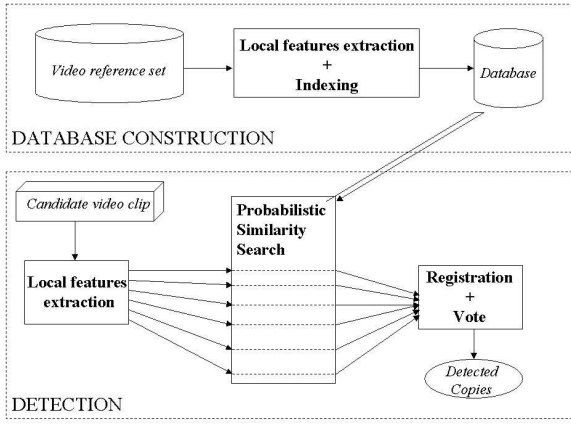 Video reference set
Local features extraction
+
Indexing
Database
DATABASE CONSTRUCTION
Candidate video clip
Local features
extraction
Probabilistic
Similarity
Search
Registration
+
Vote
Detected
Copies
DETECTION